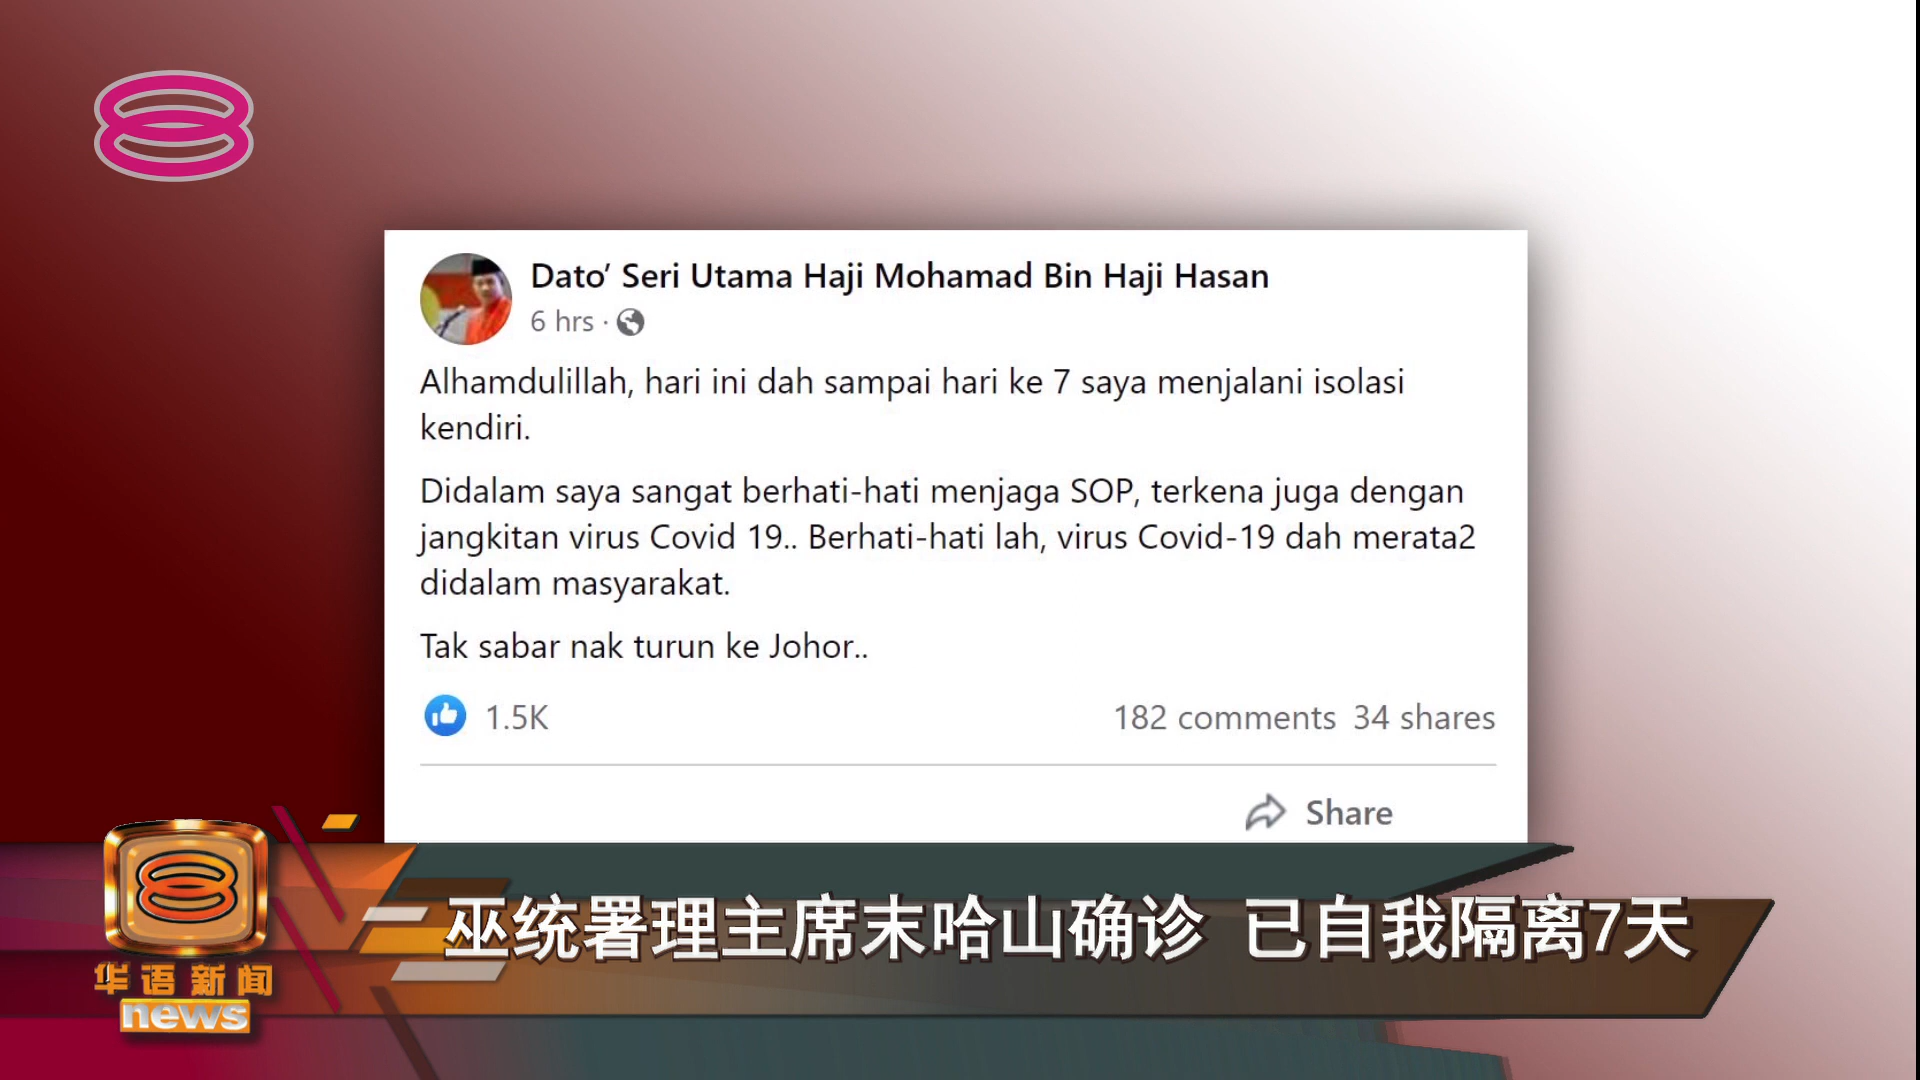 Dato’ Seri Utama Haji Mohamad Bin Haji Hasan
6 hrs ·
Alhamdulillah, hari ini dah sampai hari ke 7 saya menjalani isolasi
kendiri.
Didalam saya sangat berhati-hati menjaga SOP, terkena juga dengan
jangkitan virus Covid 19.. Berhati-hati lah, virus Covid-19 dah merata2
didalam masyarakat.
Tak sabar nak turun ke Johor..
1.5K
182 comments 34 shares
Share
巫统署理主席末哈山确诊 已自我隔离7天
华语新闻
news